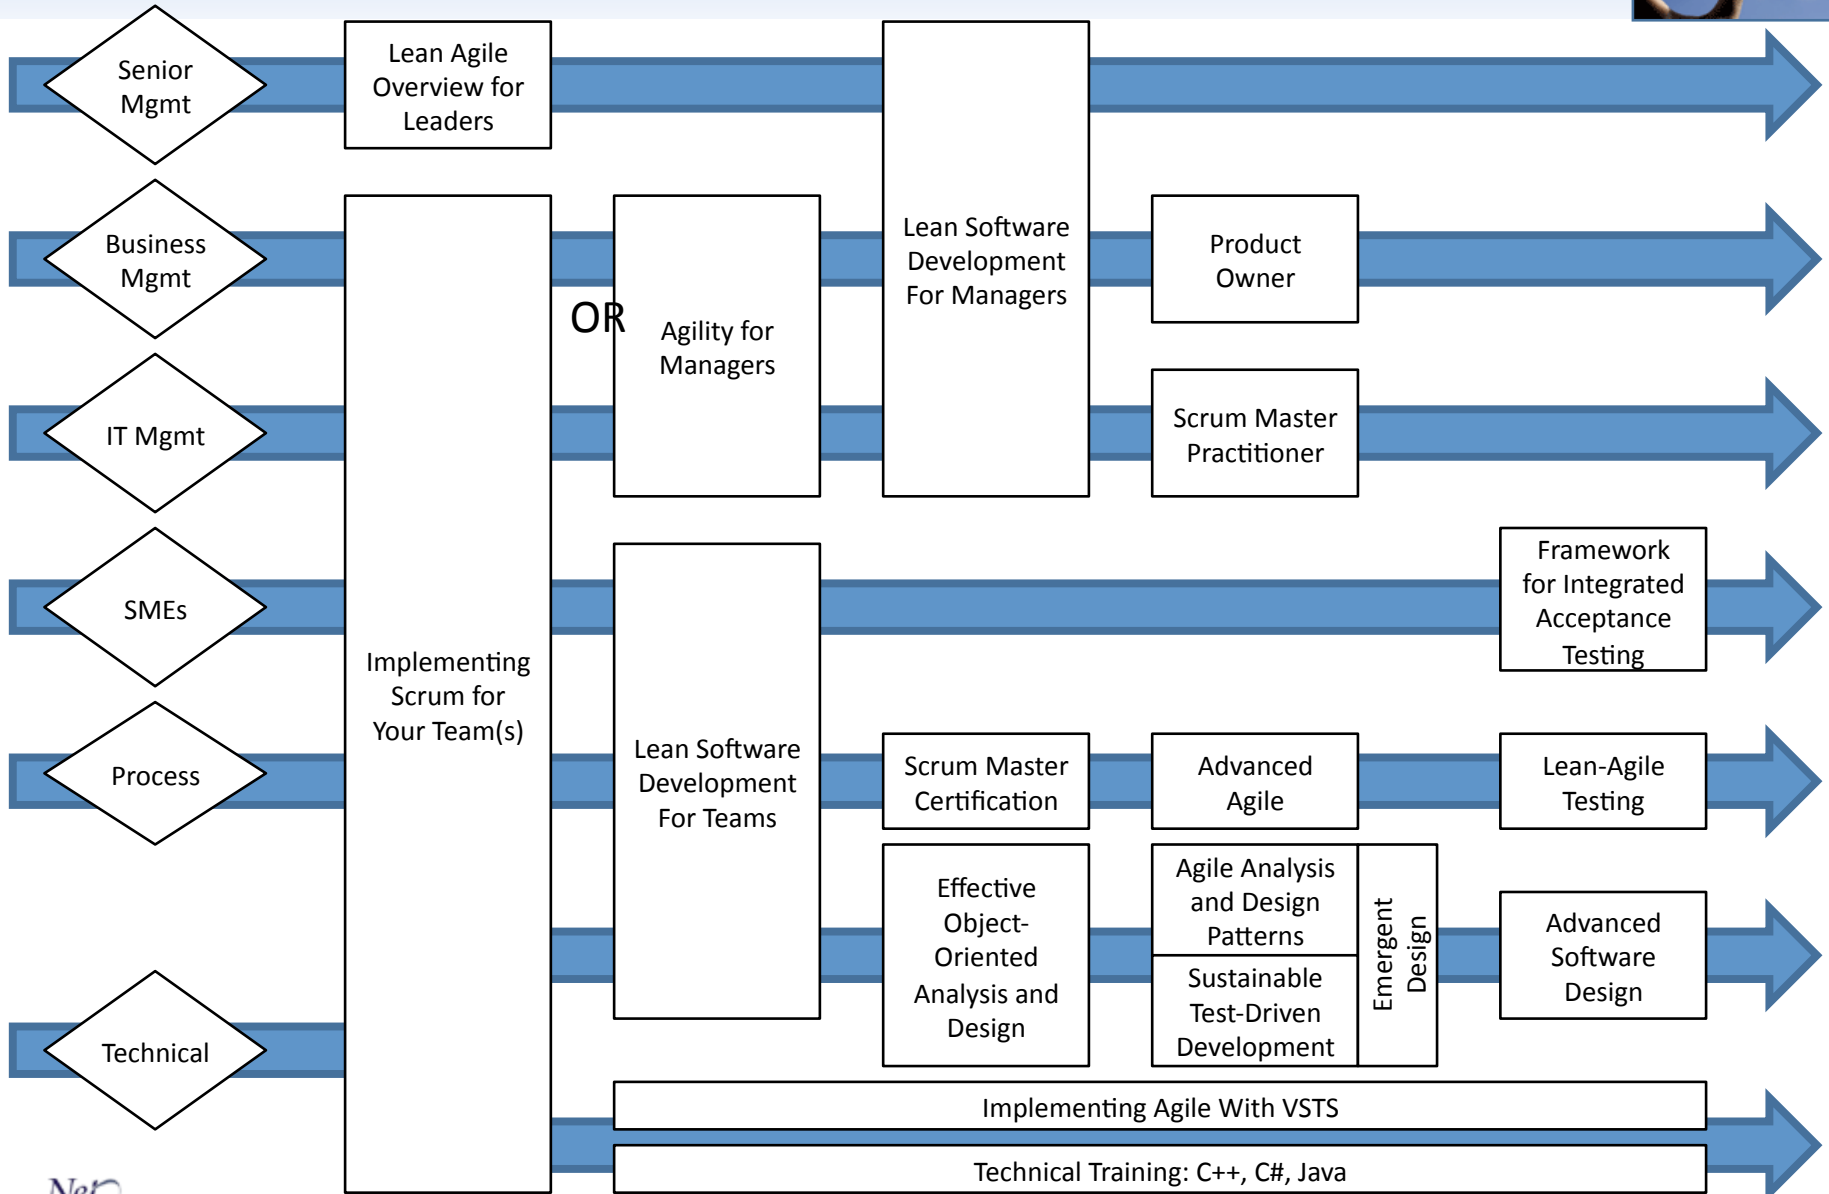 Senior
Mgmt
Lean Agile
Overview for
Leaders
Business
Mgmt
OR
Agility for
Managers
Lean Software
Development
For Managers
Product
Owner
IT Mgmt
Scrum Master
Practitioner
SMEs
Implementing
Scrum for
Your Team(s)
Framework
for Integrated
Acceptance
Testing
Process
Lean Software
Development
For Teams
Scrum Master
Certification
Advanced
Agile
Lean-Agile
Testing
Technical
Effective
Object-
Oriented
Analysis and
Design
Agile Analysis
and Design
Patterns
Sustainable
Test-Driven
Development
Emergent
Design
Advanced
Software
Design
Implementing Agile With VSTS
Technical Training: C++, C#, Java
Net